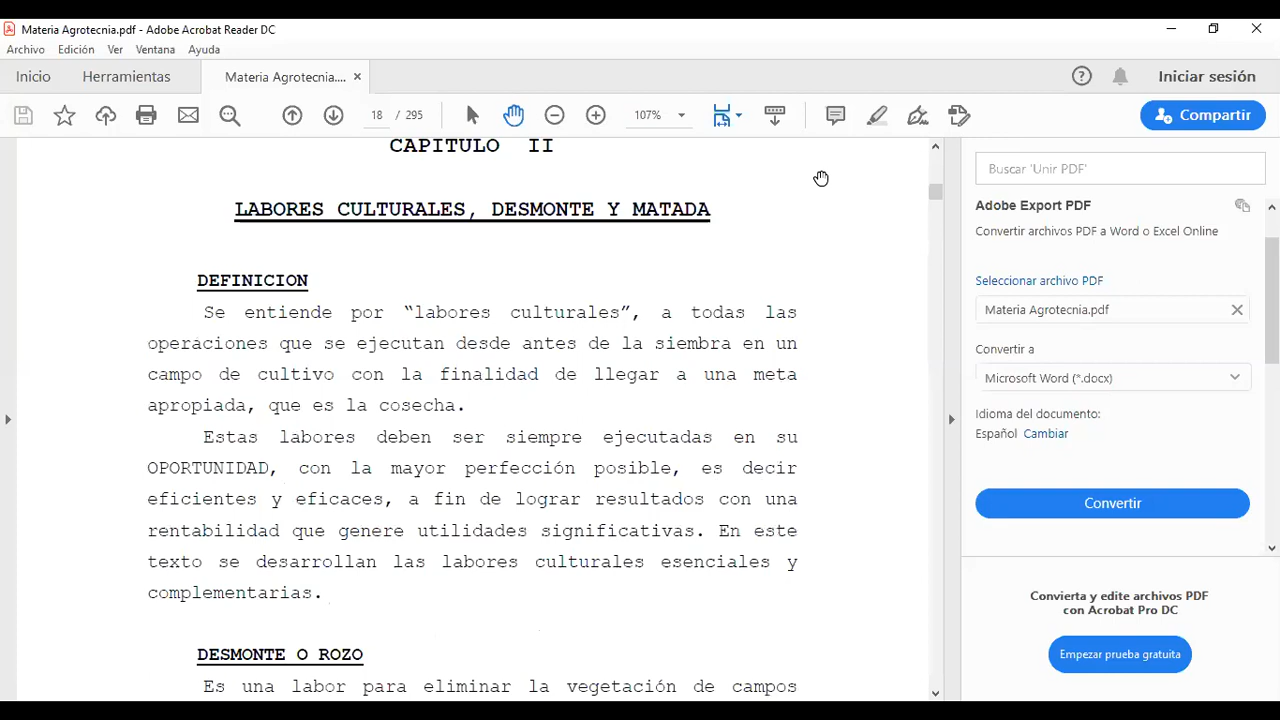 Materia Agrotecnia.pdf - Adobe Acrobat Reader DC
Archivo Edición Ver Ventana Ayuda
Inicio Herramientas Materia Agrotecnia.... × Iniciar sesión
18 / 295 107% Compartir
CAPITULO II
LABORES CULTURALES, DESMONTE Y MATADA
DEFINICION
Se entiende por “labores culturales”, a todas las
operaciones que se ejecutan desde antes de la siembra en un
campo de cultivo con la finalidad de llegar a una meta
apropiada, que es la cosecha.
Estas labores deben ser siempre ejecutadas en su
OPORTUNIDAD, con la mayor perfección posible, es decir
eficientes y eficaces, a fin de lograr resultados con una
rentabilidad que genere utilidades significativas. En este
texto se desarrollan las labores culturales esenciales y
complementarias.
DESMONTE O ROZO
Es una labor para eliminar la vegetación de campos
Buscar 'Unir PDF'
Adobe Export PDF
Convertir archivos PDF a Word o Excel Online
Seleccionar archivo PDF
Materia Agrotecnia.pdf
Convertir a
Microsoft Word (*.docx)
Idioma del documento:
Español Cambiar
Convertir
Convierta y edite archivos PDF
con Acrobat Pro DC
Empezar prueba gratuita